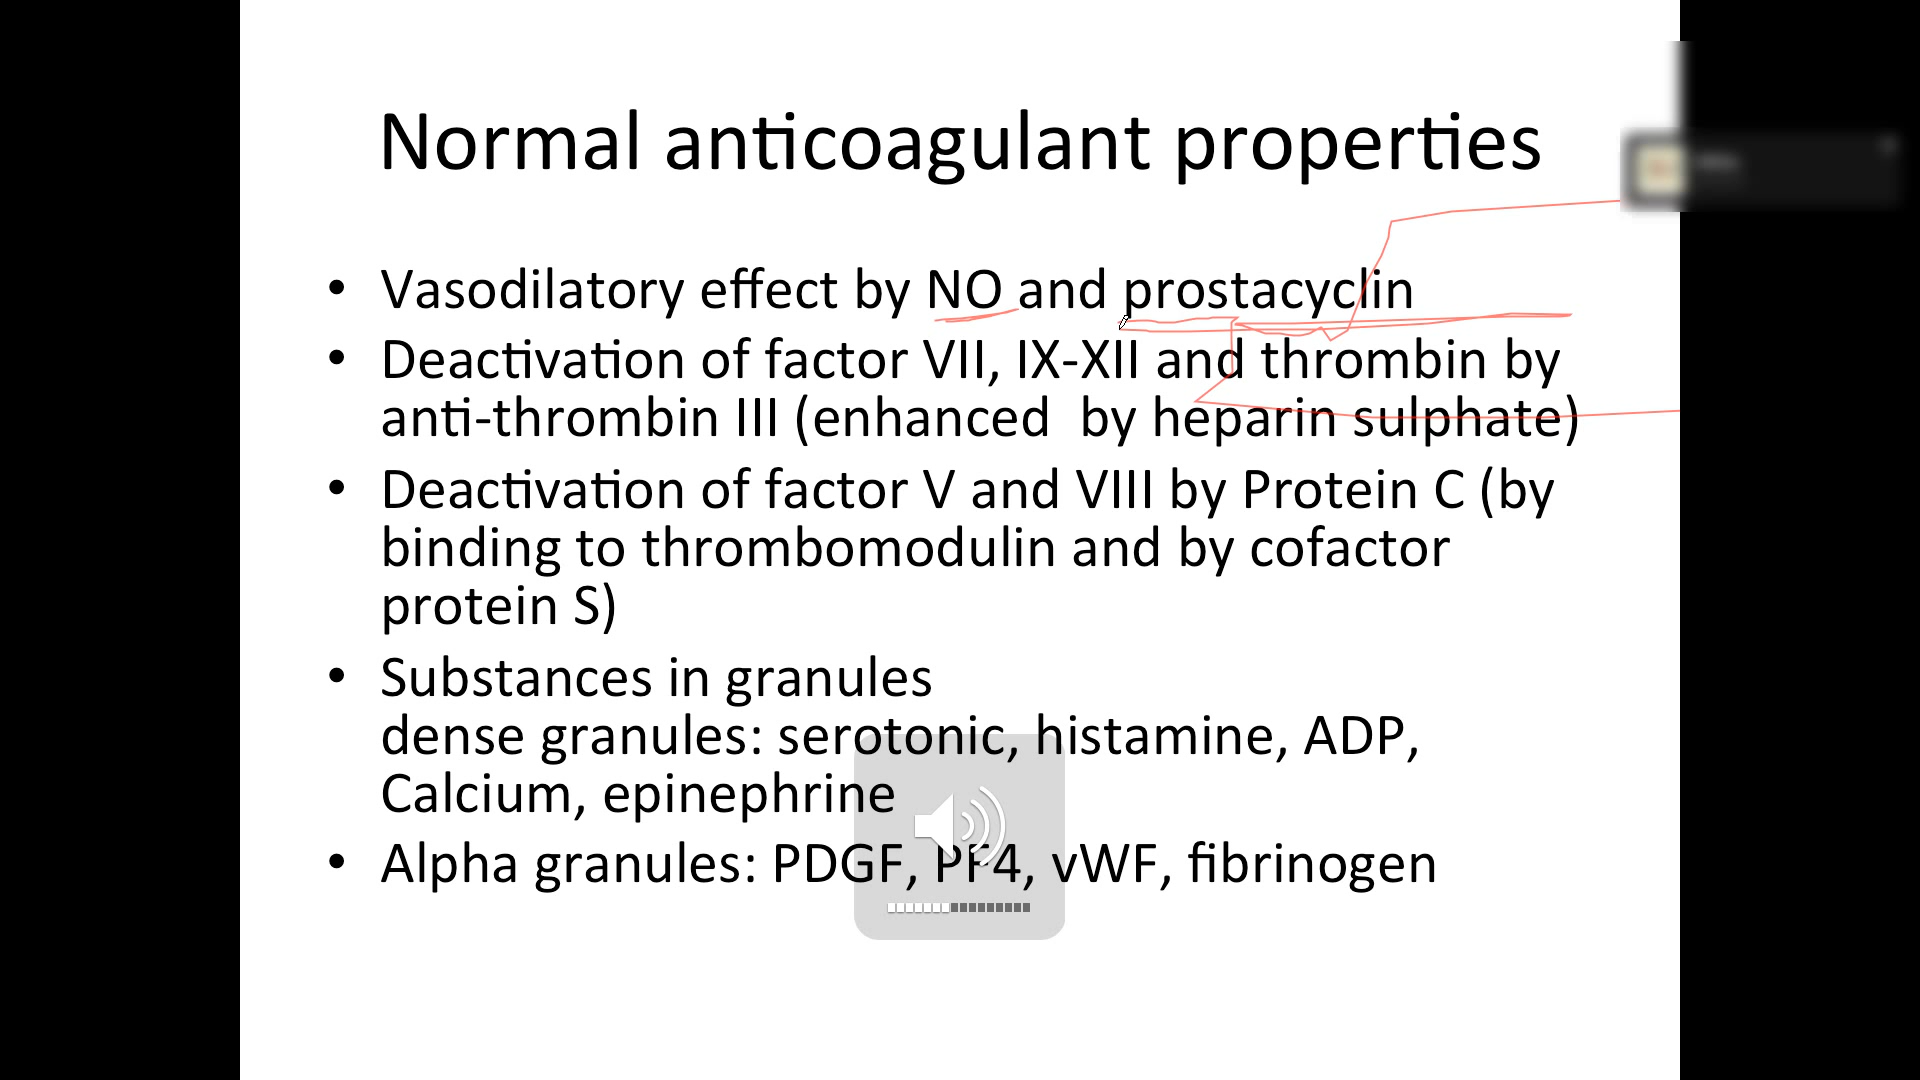 Normal anticoagulant properties
• Vasodilatory effect by NO and prostacyclin
• Deactivation of factor VII, IX-XII and thrombin by
anti-thrombin III (enhanced by heparin sulphate)
• Deactivation of factor V and VIII by Protein C (by
binding to thrombomodulin and by cofactor
protein S)
• Substances in granules
dense granules: serotonic, histamine, ADP,
Calcium, epinephrine
• Alpha granules: PDGF, PF4, vWF, fibrinogen